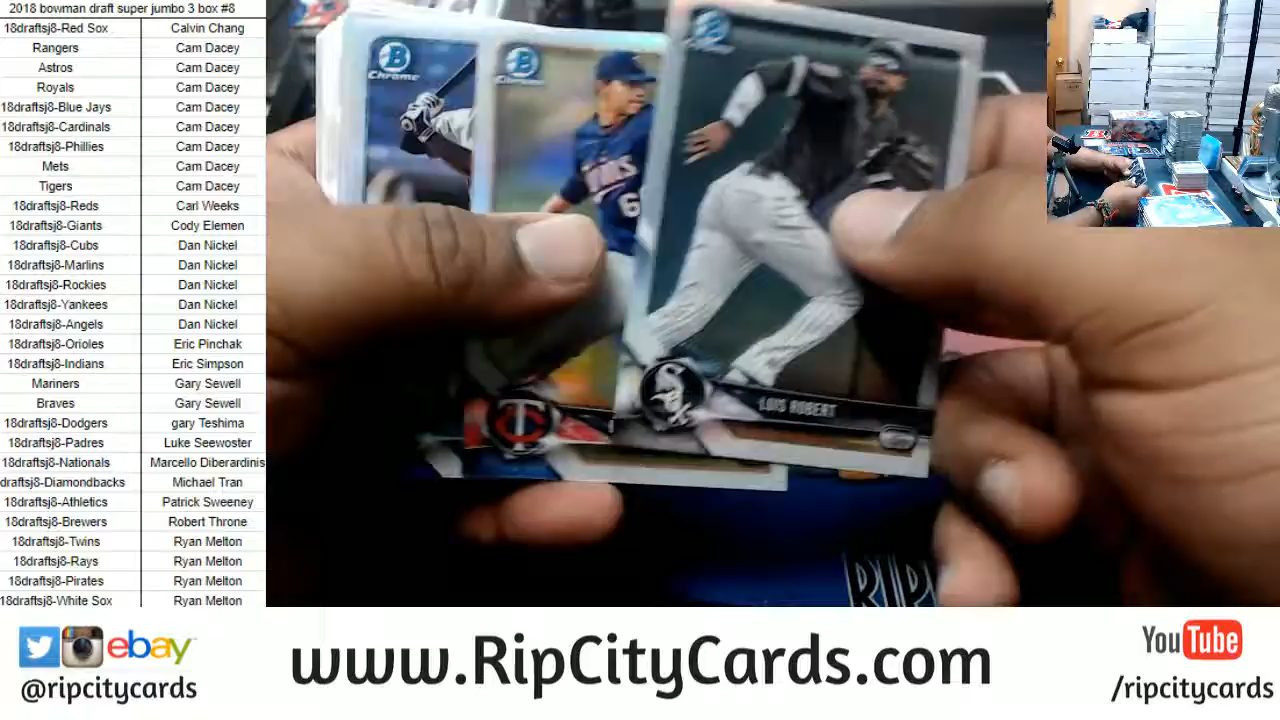 2018 bowman draft super jumbo 3 box #8
18draftsj8-Red Sox Calvin Chang
Rangers Cam Dacey
Astros Cam Dacey
Royals Cam Dacey
18draftsj8-Blue Jays Cam Dacey
18draftsj8-Cardinals Cam Dacey
18draftsj8-Phillies Cam Dacey
Mets Cam Dacey
Tigers Cam Dacey
18draftsj8-Reds Carl Weeks
18draftsj8-Giants Cody Elemen
18draftsj8-Cubs Dan Nickel
18draftsj8-Marlins Dan Nickel
18draftsj8-Rockies Dan Nickel
18draftsj8-Yankees Dan Nickel
18draftsj8-Angels Dan Nickel
18draftsj8-Orioles Eric Pinchak
18draftsj8-Indians Eric Simpson
Mariners Gary Sewell
Braves Gary Sewell
18draftsj8-Dodgers gary Teshima
18draftsj8-Padres Luke Seewoster
18draftsj8-Nationals Marcello Diberardinis
draftsj8-Diamondbacks Michael Tran
18draftsj8-Athletics Patrick Sweeney
18draftsj8-Brewers Robert Throne
18draftsj8-Twins Ryan Melton
18draftsj8-Rays Ryan Melton
18draftsj8-Pirates Ryan Melton
18draftsj8-White Sox Ryan Melton
B Chrome
B Chrome
B
6
TC
Sox
LUIS ROBERT
RIP
ebay
@ripcitycards
www.RipCityCards.com
YouTube
/ripcitycards